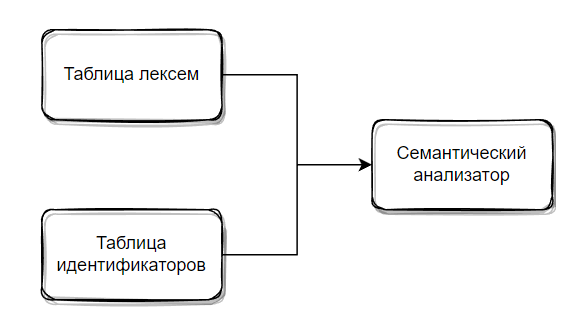 Таблица лексем
Семантический
анализатор
Таблица
идентификаторов